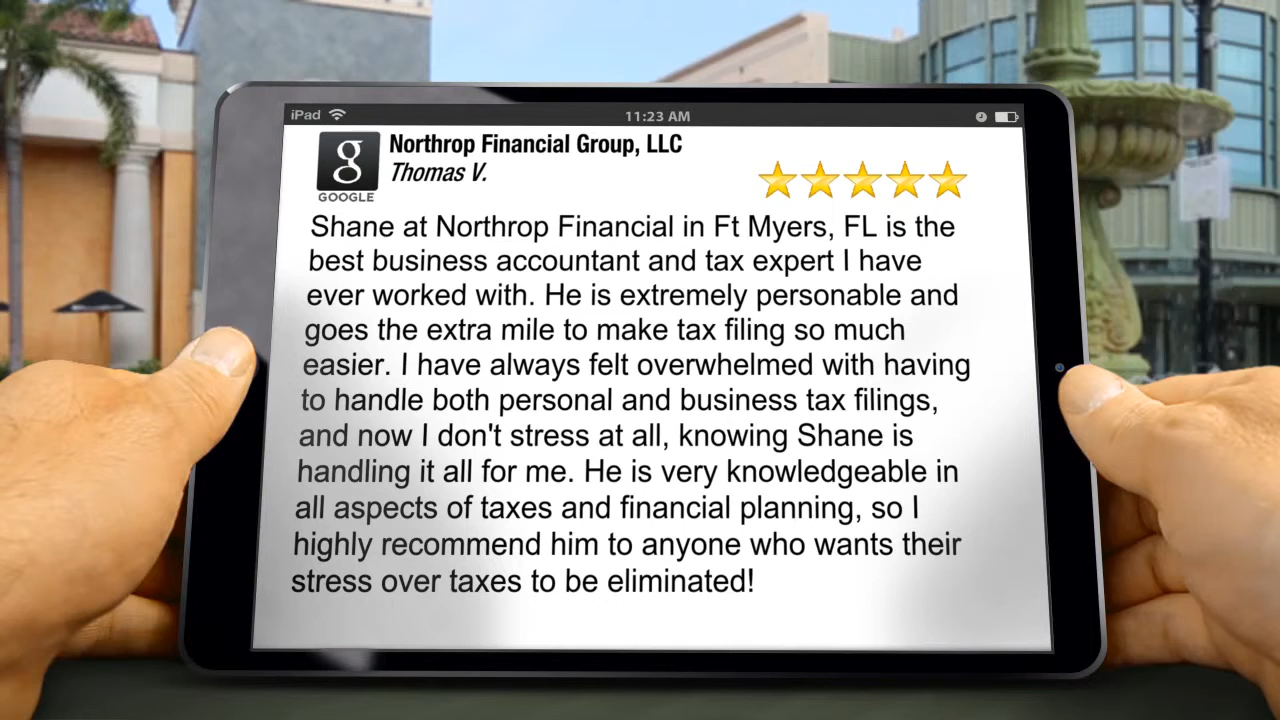 iPad 11:23 AM
g
GOOGLE
Northrop Financial Group, LLC
Thomas V.
Shane at Northrop Financial in Ft Myers, FL is the
best business accountant and tax expert I have
ever worked with. He is extremely personable and
goes the extra mile to make tax filing so much
easier. I have always felt overwhelmed with having
to handle both personal and business tax filings,
and now I don't stress at all, knowing Shane is
handling it all for me. He is very knowledgeable in
all aspects of taxes and financial planning, so I
highly recommend him to anyone who wants their
stress over taxes to be eliminated!